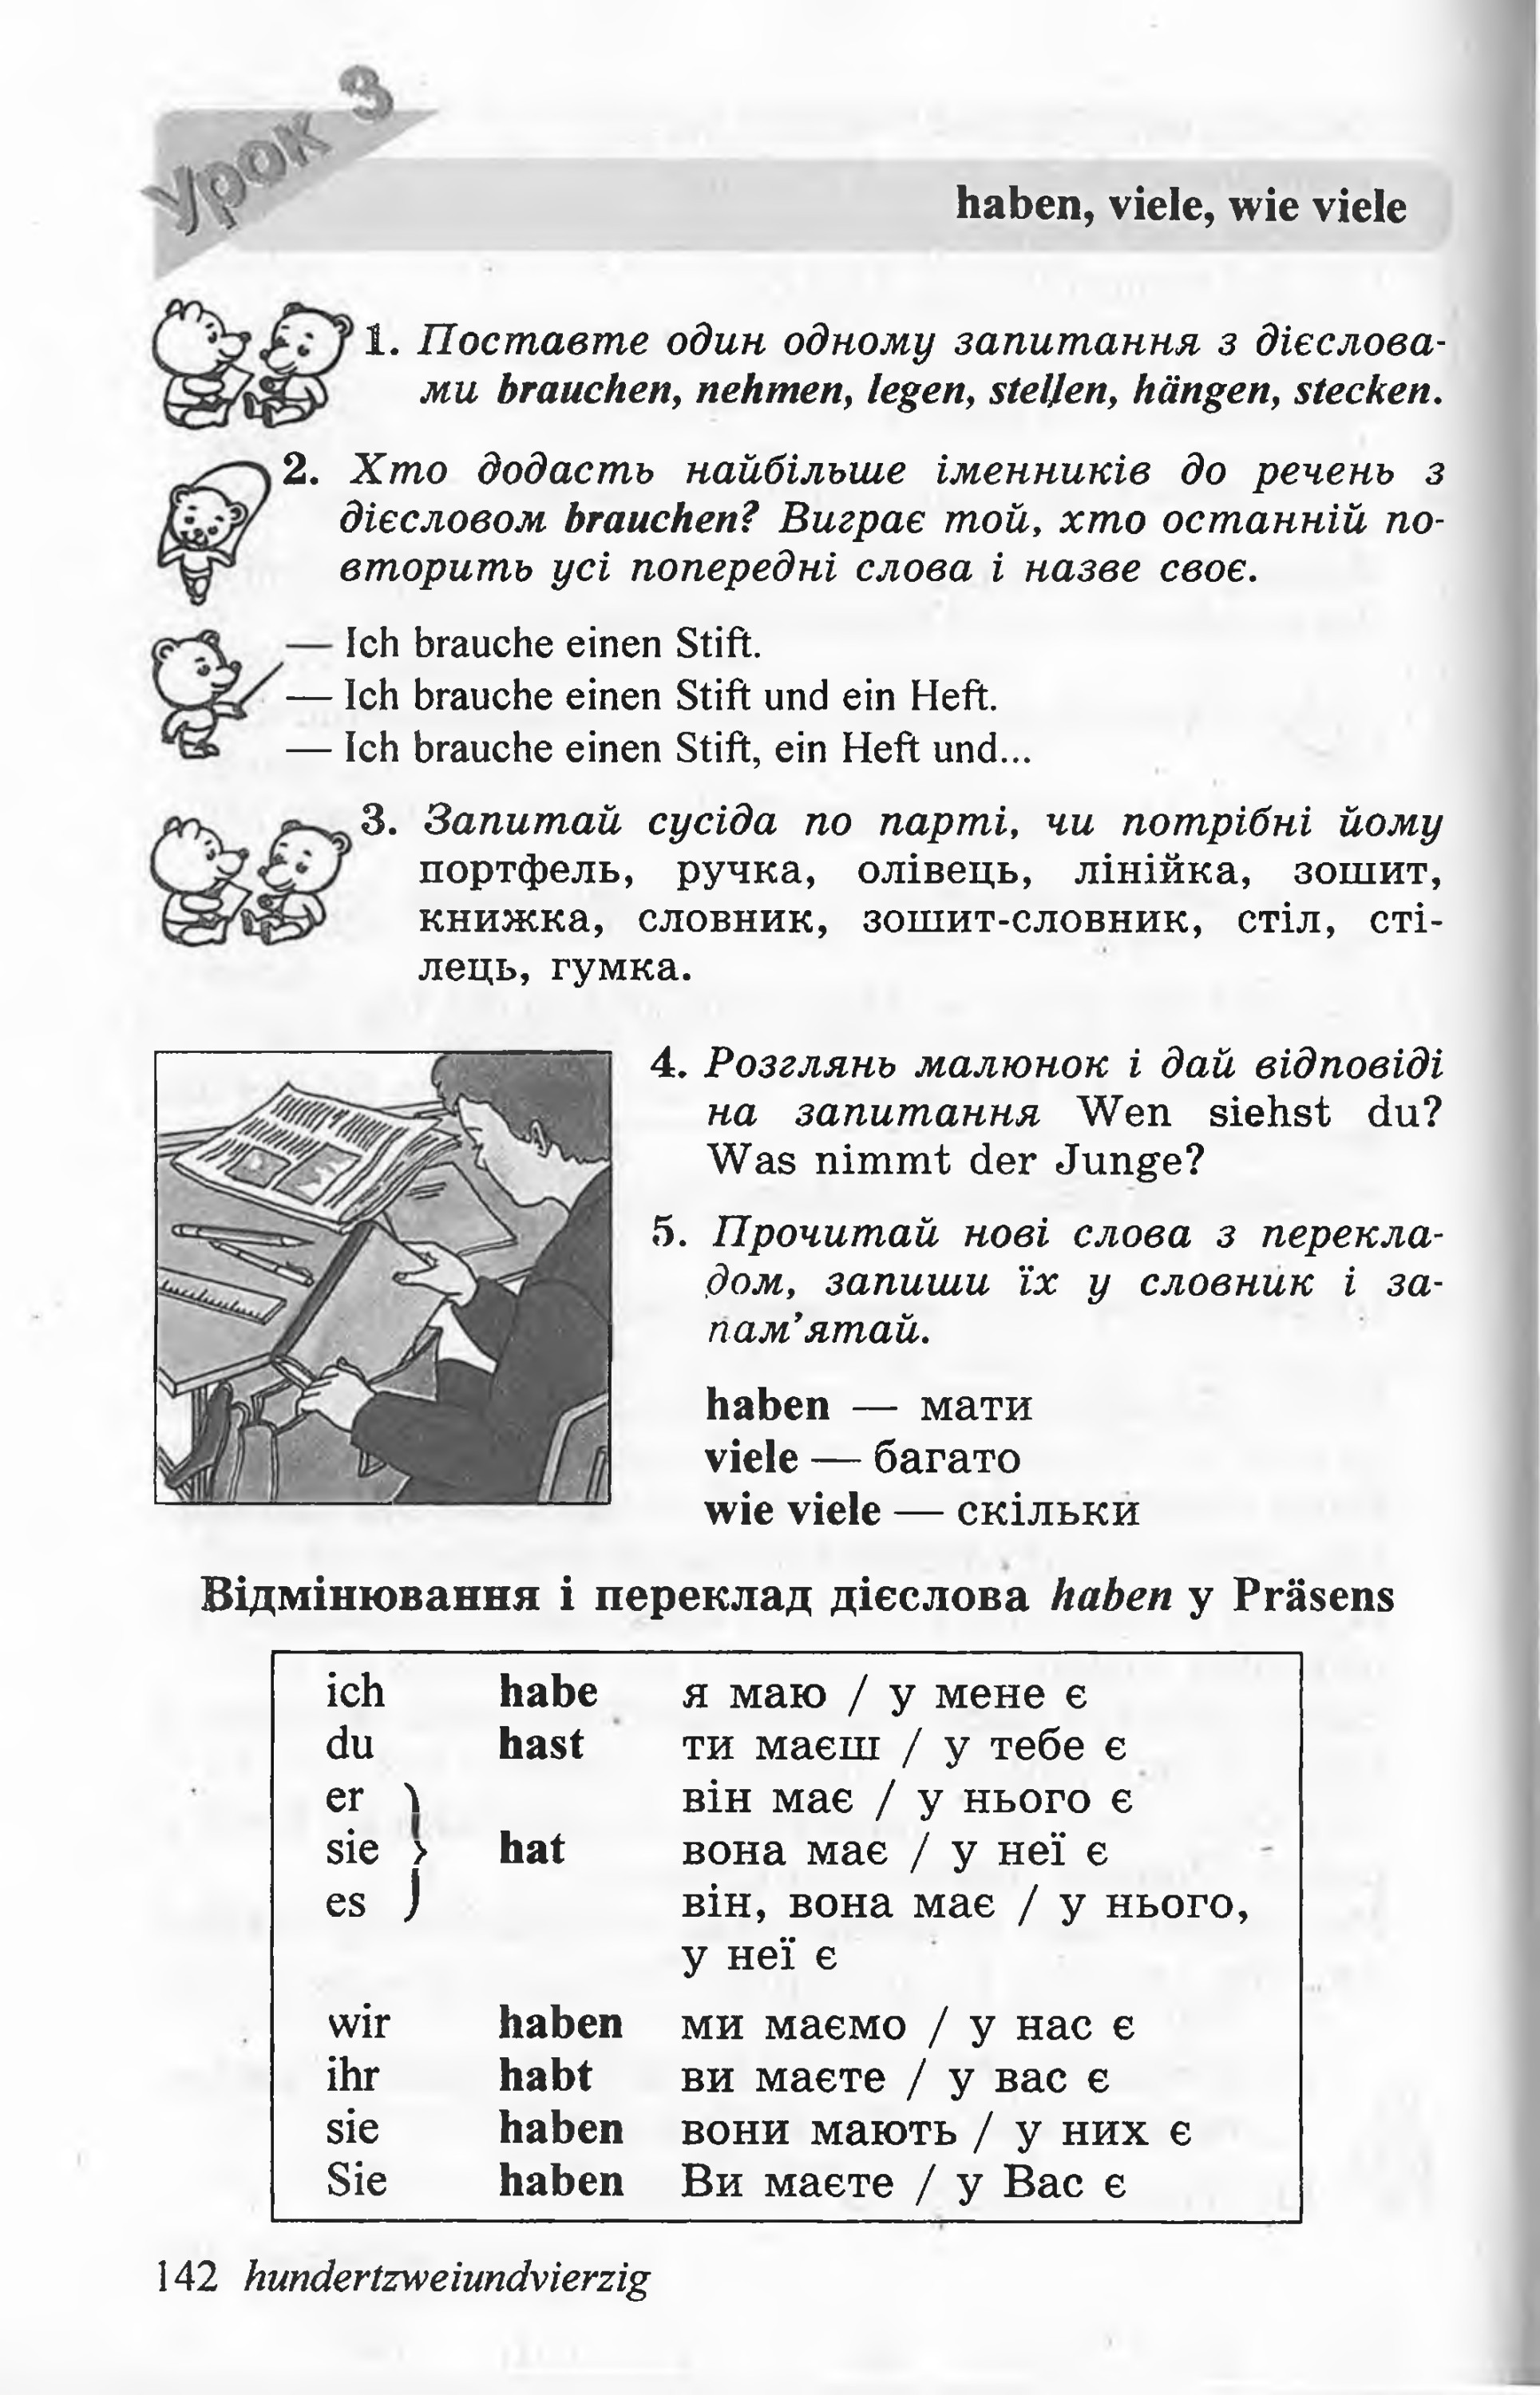 Урок 3
haben, viele, wie viele
1. Поставте один одному запитання з дієслова-
ми brauchen, nehmen, legen, stellen, hängen, stecken.
2. Хто додасть найбільше іменників до речень з
дієсловом brauchen? Виграє той, хто останній по-
вторить усі попередні слова і назве своє.
— Ich brauche einen Stift.
— Ich brauche einen Stift und ein Heft.
— Ich brauche einen Stift, ein Heft und...
3. Запитай сусіда по парті, чи потрібні йому
портфель, ручка, олівець, лінійка, зошит,
книжка, словник, зошит-словник, стіл, сті-
лець, гумка.
4. Розглянь малюнок і дай відповіді
на запитання Wen siehst du?
Was nimmt der Junge?
5. Прочитай нові слова з перекла-
дом, запиши їх у словник і за-
пам’ятай.
haben — мати
viele — багато
wie viele — скільки
Відмінювання і переклад дієслова haben у Präsens
ich habe я маю / у мене є
du hast ти маєш / у тебе є
er він має / у нього є
sie hat вона має / у неї є
es він, вона має / у нього,
у неї є
wir haben ми маємо / у нас є
ihr habt ви маєте / у вас є
sie haben вони мають / у них є
Sie haben Ви маєте / у Вас є
142 hundertzweiundvierzig